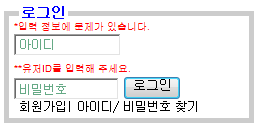 로그인
*입력 정보에 문제가 있습니다.
아이디
**유저ID를 입력해 주세요.
비밀번호 로그인
회원가입| 아이디/ 비밀번호 찾기